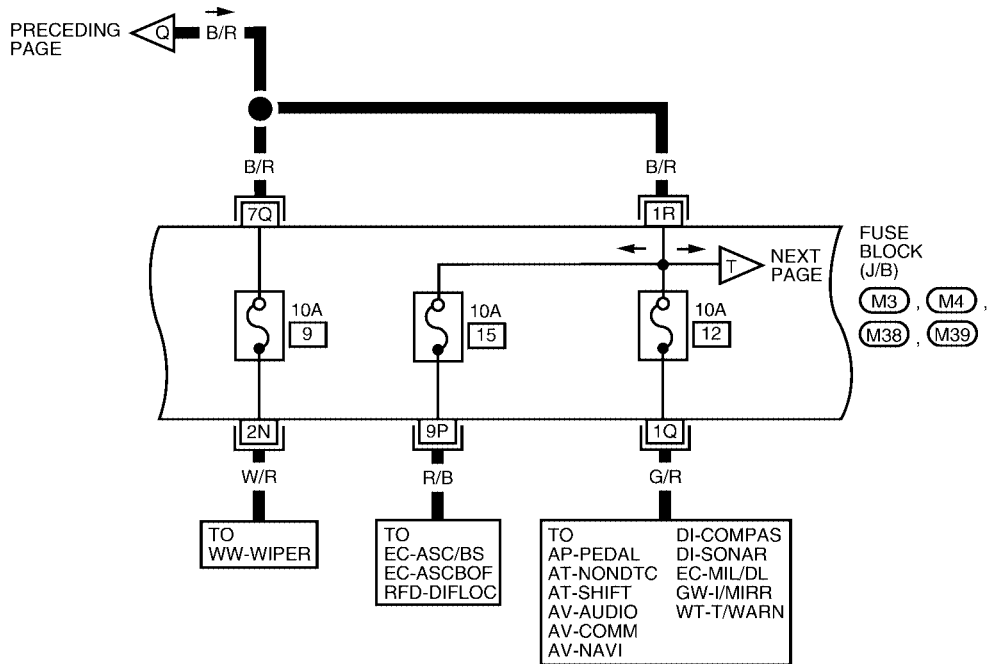 PRECEDING
PAGE
Q
B/R
B/R
B/R
7Q
1R
T
NEXT
PAGE
FUSE
BLOCK
(J/B)
M3 , M4 ,
M38 , M39
10A
9
10A
15
10A
12
2N
9P
1Q
W/R
R/B
G/R
TO
WW-WIPER
TO
EC-ASC/BS
EC-ASCBOF
RFD-DIFLOC
TO
AP-PEDAL
AT-NONDTC
AT-SHIFT
AV-AUDIO
AV-COMM
AV-NAVI
DI-COMPAS
DI-SONAR
EC-MIL/DL
GW-I/MIRR
WT-T/WARN